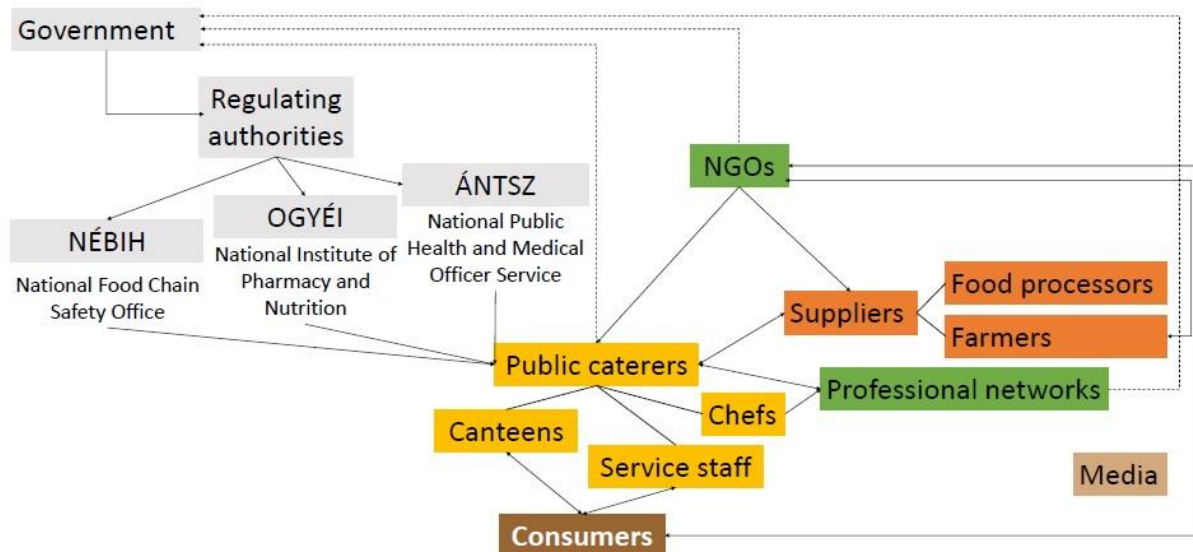 Government
Regulating
authorities
NÉBIH
National Food Chain
Safety Office
OGYÉI
National Institute of
Pharmacy and
Nutrition
ÁNTSZ
National Public
Health and Medical
Officer Service
NGOs
Suppliers
Food processors
Farmers
Public caterers
Professional networks
Chefs
Canteens
Service staff
Media
Consumers